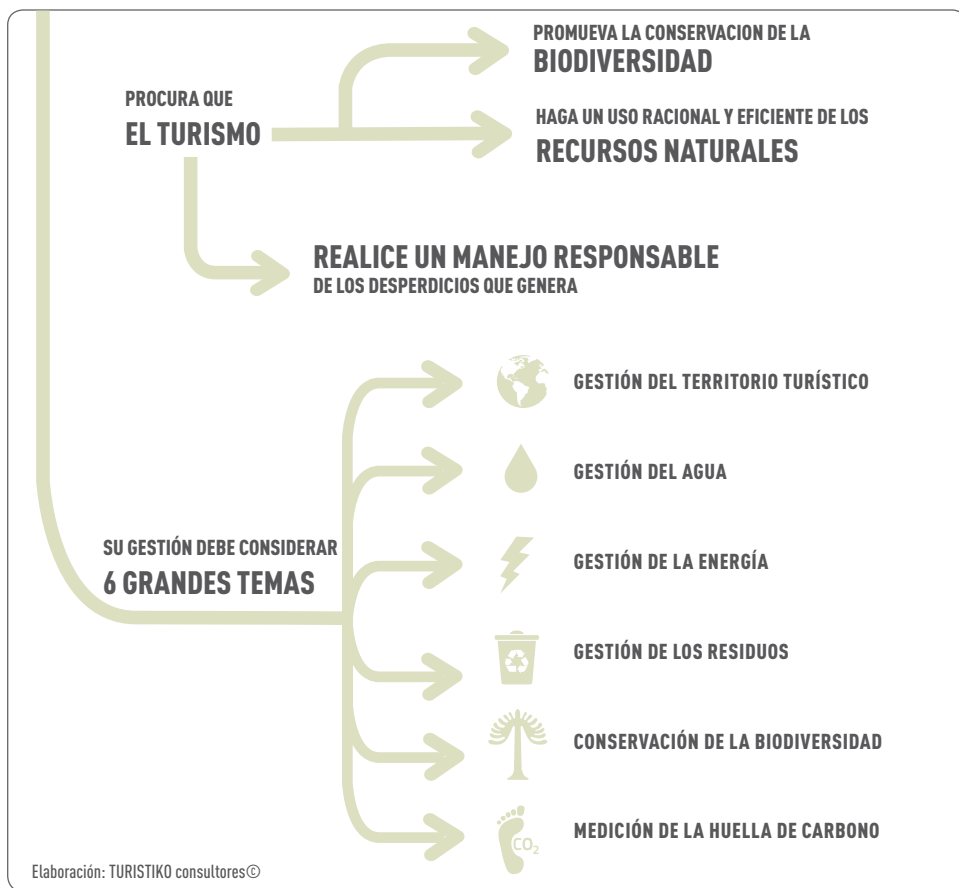 PROMUEVA LA CONSERVACION DE LA
BIODIVERSIDAD
PROCURA QUE
EL TURISMO
HAGA UN USO RACIONAL Y EFICIENTE DE LOS
RECURSOS NATURALES
REALICE UN MANEJO RESPONSABLE
DE LOS DESPERDICIOS QUE GENERA
SU GESTIÓN DEBE CONSIDERAR
6 GRANDES TEMAS
GESTIÓN DEL TERRITORIO TURÍSTICO
GESTIÓN DEL AGUA
GESTIÓN DE LA ENERGÍA
GESTIÓN DE LOS RESIDUOS
CONSERVACIÓN DE LA BIODIVERSIDAD
MEDICIÓN DE LA HUELLA DE CARBONO
CO₂
Elaboración: TURISTIKO consultores©